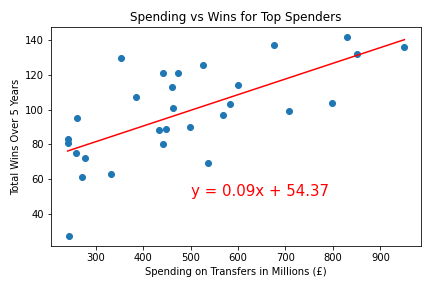 Spending vs Wins for Top Spenders
Total Wins Over 5 Years
140
120
100
80
60
40
y = 0.09x + 54.37
300 400 500 600 700 800 900
Spending on Transfers in Millions (£)